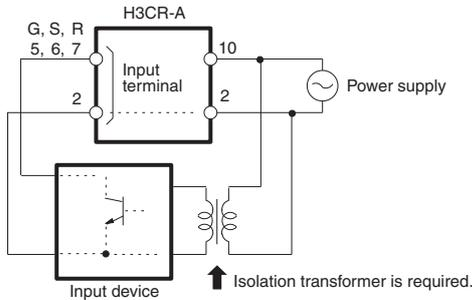 H3CR-A
G, S, R
5, 6, 7
10
Input
terminal
2
2
Power supply
Isolation transformer is required.
Input device